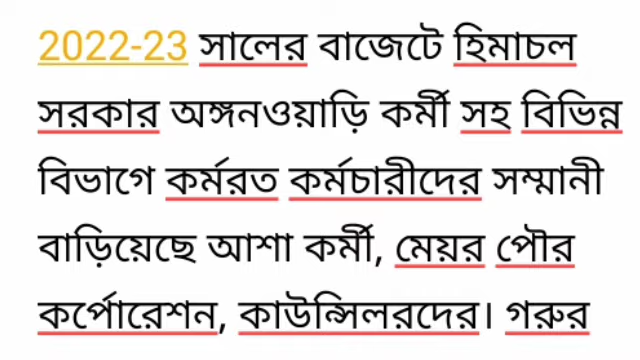 2022-23 সালের বাজেটে হিমাচল
সরকার অঙ্গনওয়াড়ি কর্মী সহ বিভিন্ন
বিভাগে কর্মরত কর্মচারীদের সম্মানী
বাড়িয়েছে আশা কর্মী, মেয়র পৌর
কর্পোরেশন, কাউন্সিলরদের। গরুর